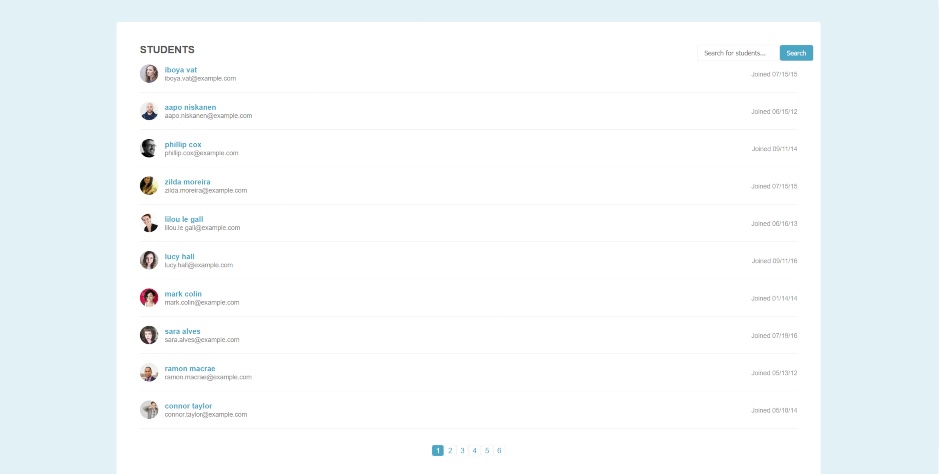 STUDENTS
Search for students...
Search
iboya vat
iboya.vat@example.com
Joined 07/15/15
aapo niskanen
aapo.niskanen@example.com
Joined 06/15/12
phillip cox
phillip.cox@example.com
Joined 09/11/14
zilda moreira
zilda.moreira@example.com
Joined 07/15/15
lilou le gall
lilou.le gall@example.com
Joined 06/16/13
lucy hall
lucy.hall@example.com
Joined 09/11/16
mark colin
mark.colin@example.com
Joined 01/14/14
sara alves
sara.alves@example.com
Joined 07/19/16
ramon macrae
ramon.macrae@example.com
Joined 05/13/12
connor taylor
connor.taylor@example.com
Joined 05/18/14
1 2 3 4 5 6